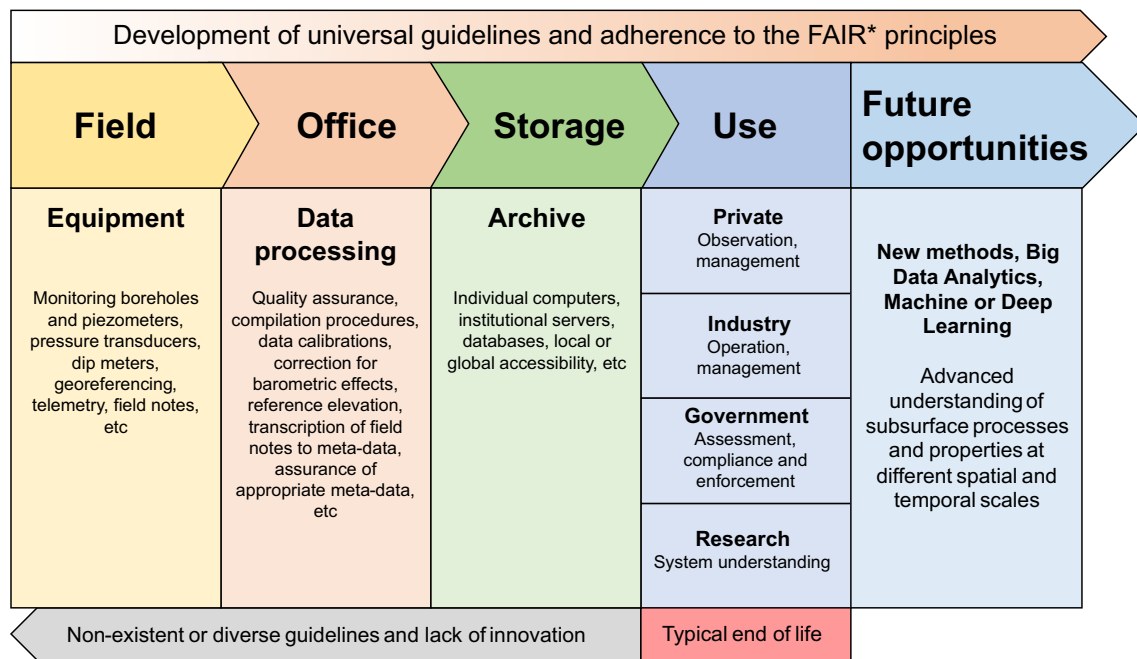 Development of universal guidelines and adherence to the FAIR* principles
Field
Office
Storage
Use
Future
opportunities
Equipment
Monitoring boreholes
and piezometers,
pressure transducers,
dip meters,
georeferencing,
telemetry, field notes,
etc
Data
processing
Quality assurance,
compilation procedures,
data calibrations,
correction for
barometric effects,
reference elevation,
transcription of field
notes to meta-data,
assurance of
appropriate meta-data,
etc
Archive
Individual computers,
institutional servers,
databases, local or
global accessibility, etc
Private
Observation,
management
Industry
Operation,
management
Government
Assessment,
compliance and
enforcement
Research
System understanding
New methods, Big
Data Analytics,
Machine or Deep
Learning
Advanced
understanding of
subsurface processes
and properties at
different spatial and
temporal scales
Non-existent or diverse guidelines and lack of innovation
Typical end of life